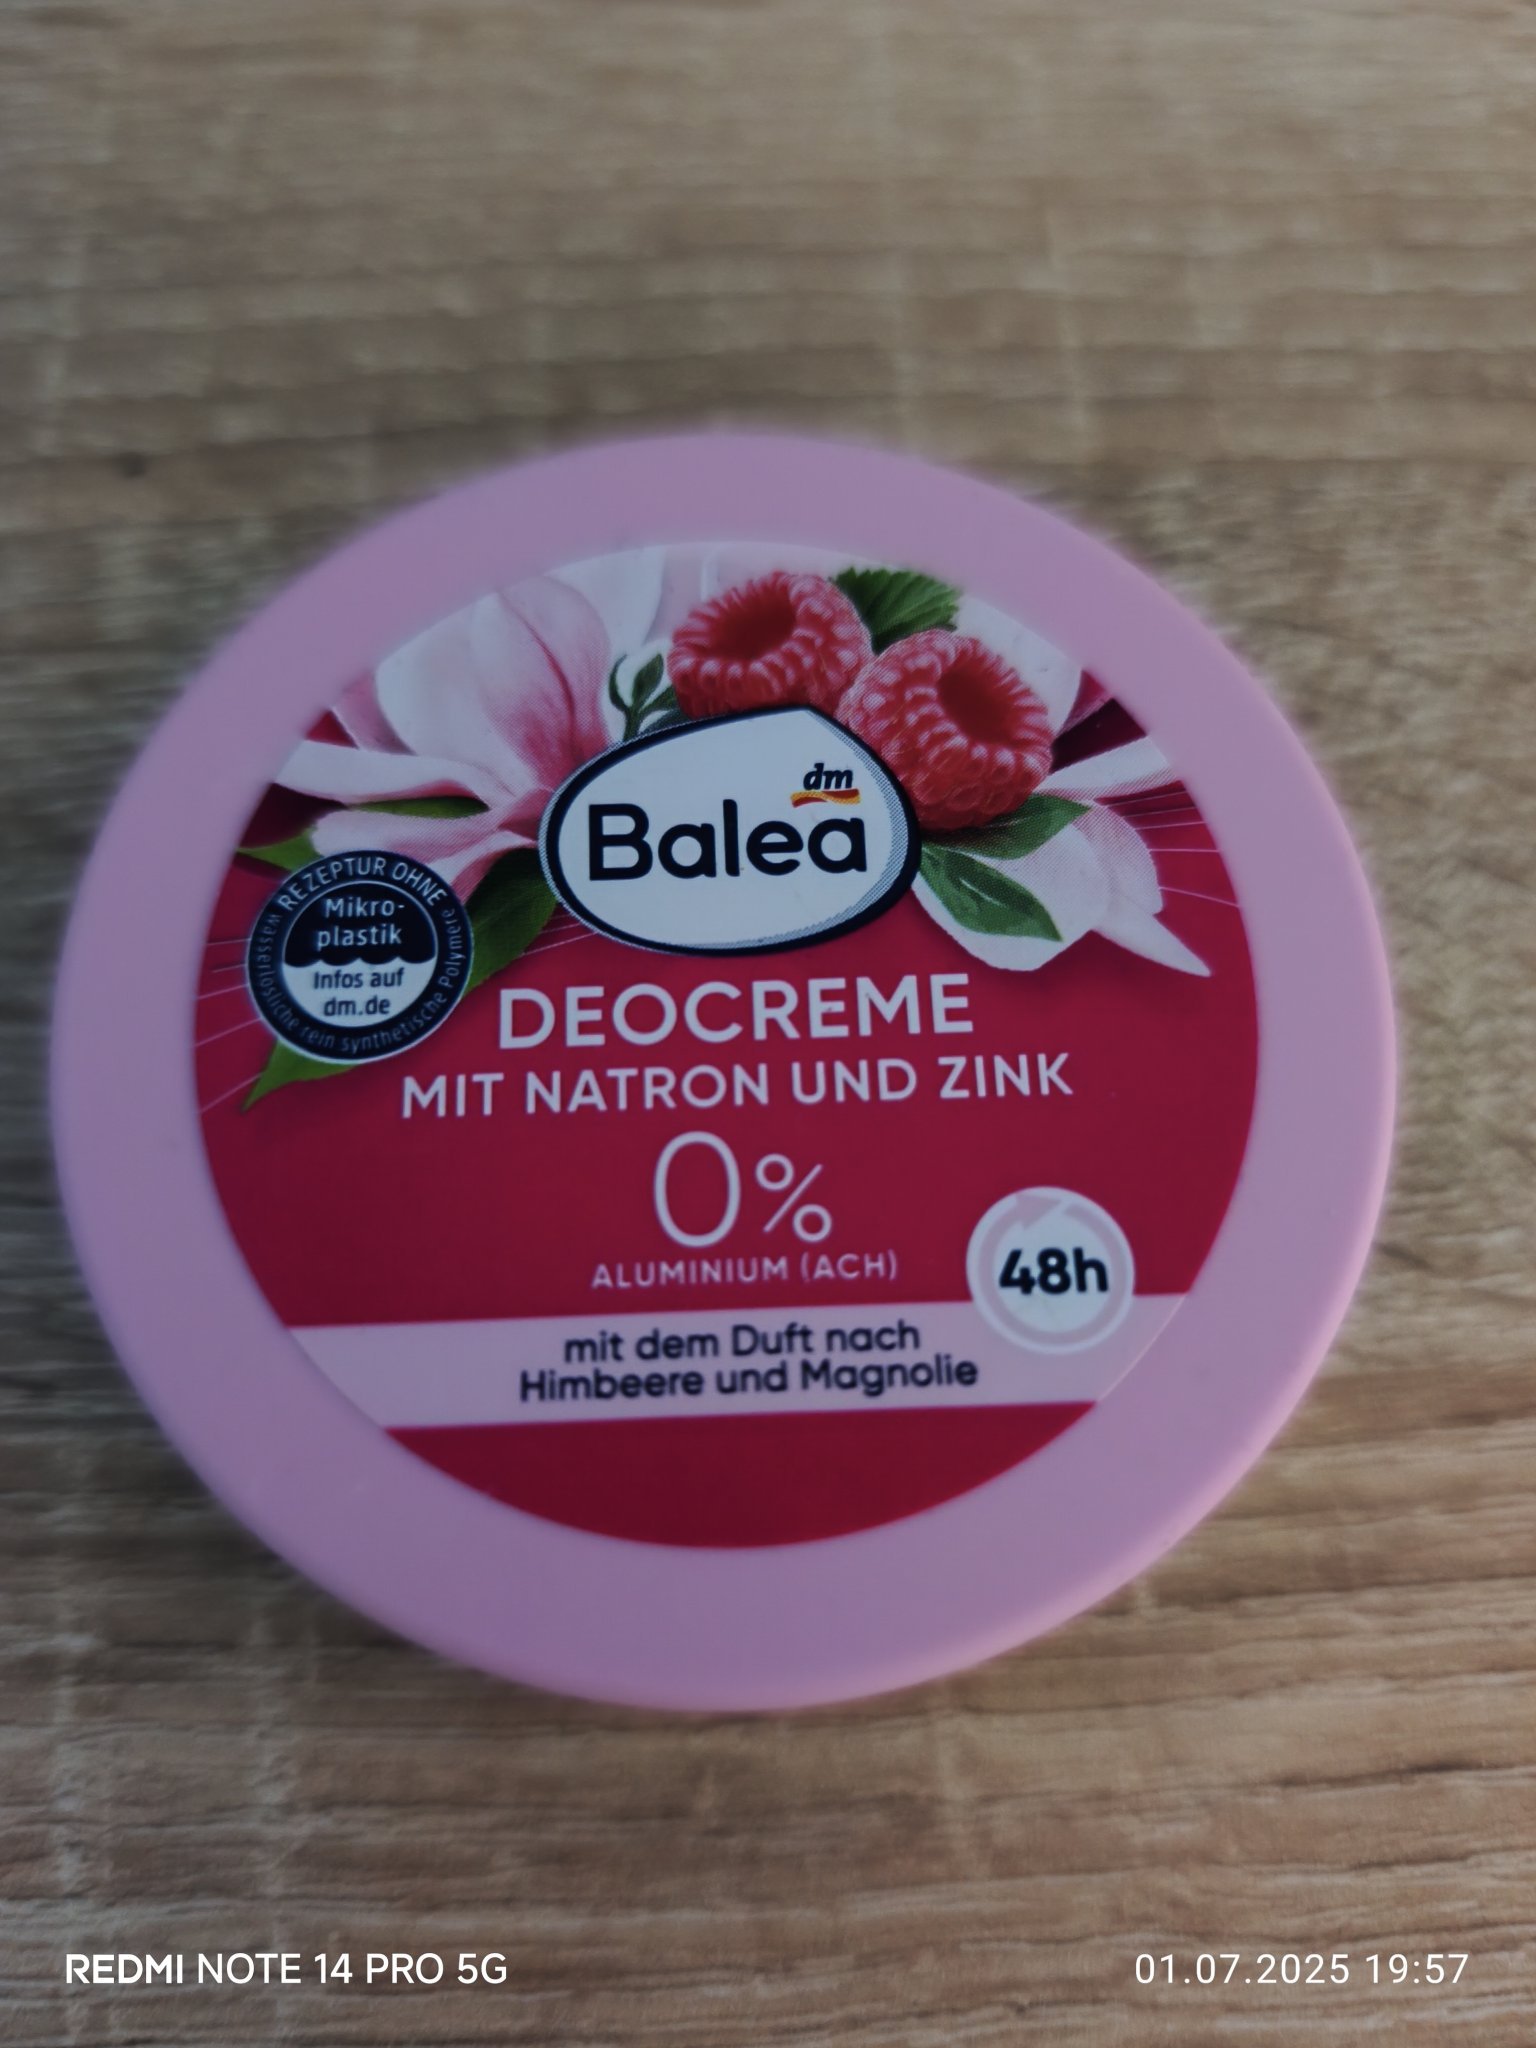 dm
Balea
REZEPTUR OHNE
Mikro-
plastik
Infos auf
dm.de
wasserlösliche rein synthetische Polymere
DEOCREME
MIT NATRON UND ZINK
0%
ALUMINIUM (ACH)
48h
mit dem Duft nach
Himbeere und Magnolie
REDMI NOTE 14 PRO 5G
01.07.2025 19:57